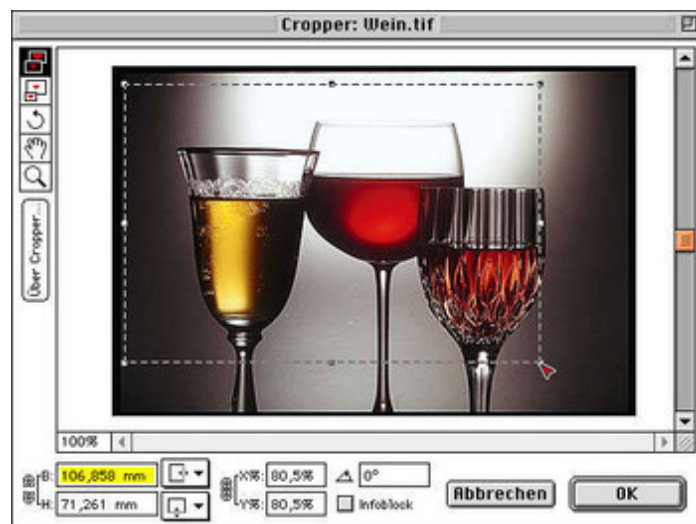 Cropper: Wein.tif
Über Cropper...
100%
B: 106,858 mm
X%: 80,5%
0°
H: 71,261 mm
Y%: 80,5%
Infoblock
Abbrechen
OK